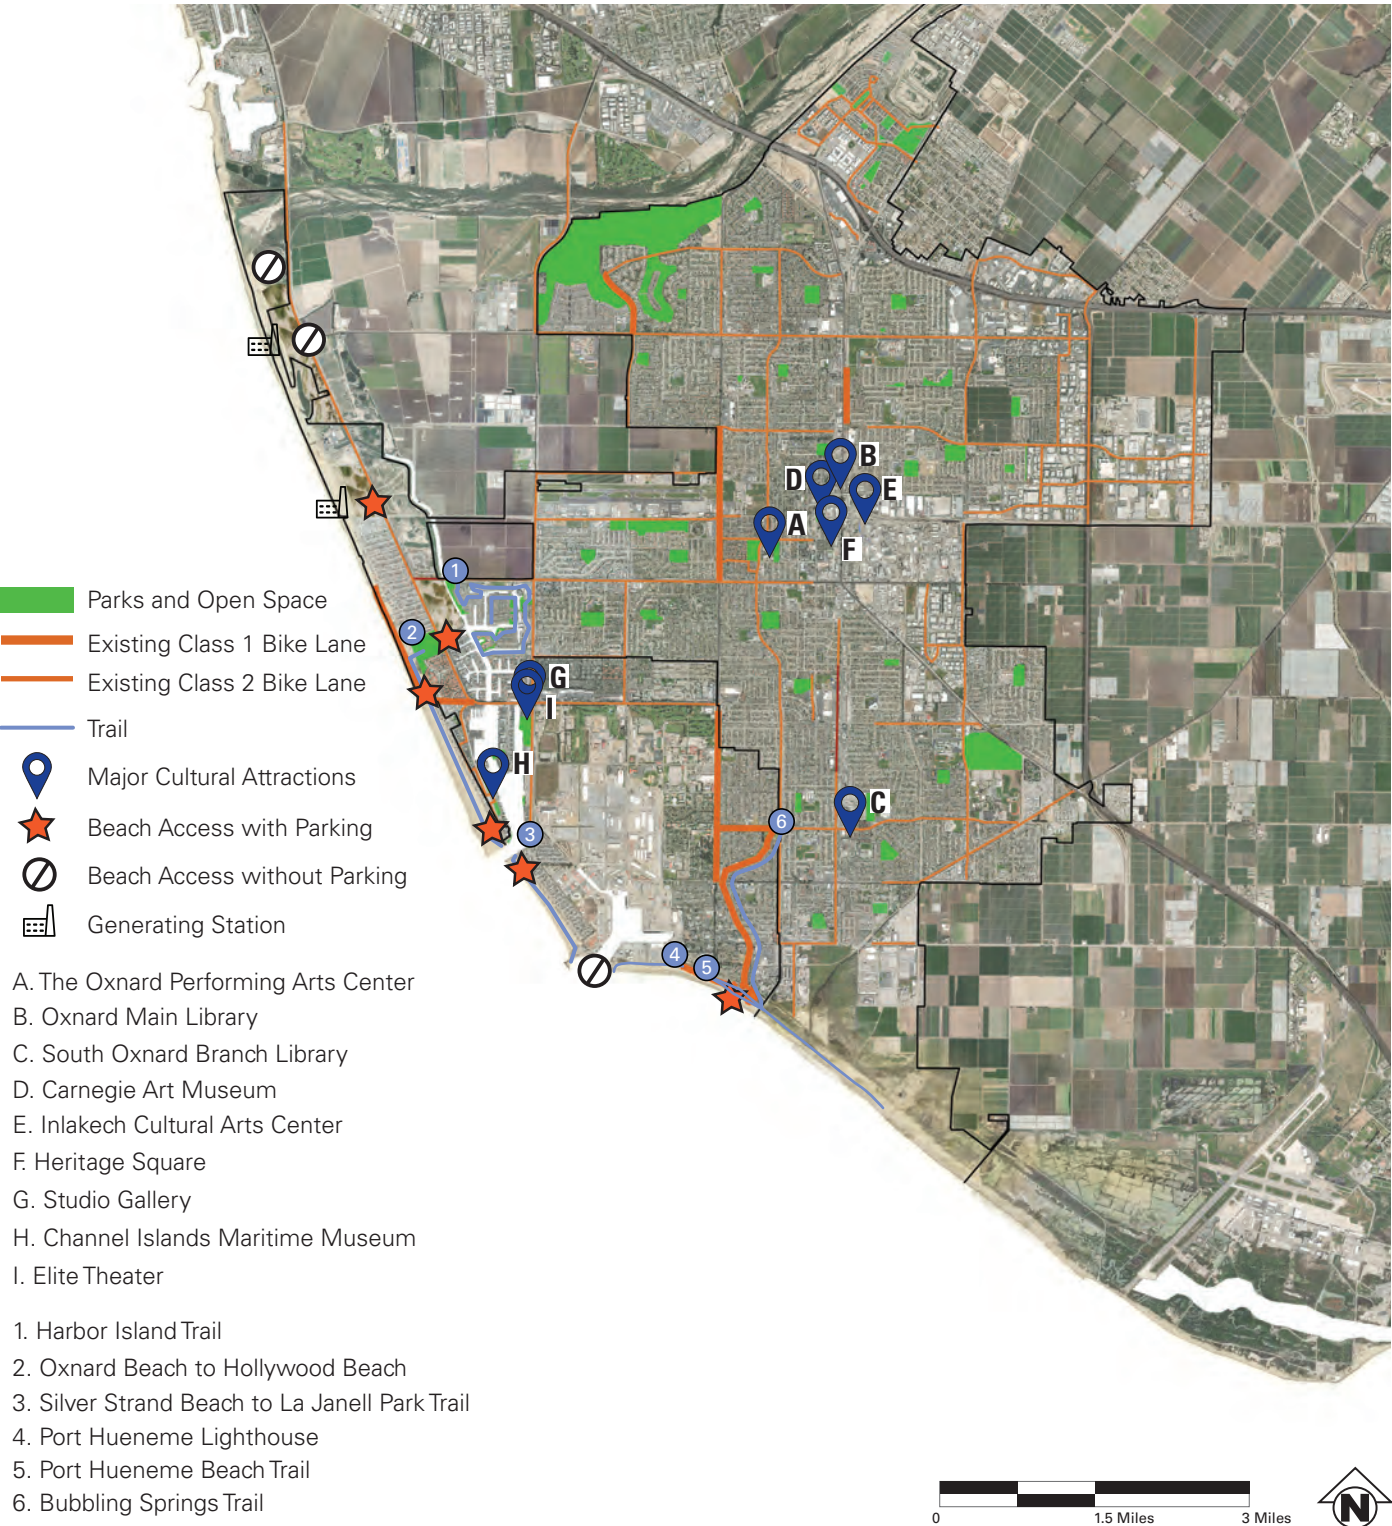 B
D
E
A
F
1
Parks and Open Space
2
Existing Class 1 Bike Lane
Existing Class 2 Bike Lane
G
I
Trail
H
Major Cultural Attractions
C
6
Beach Access with Parking
3
Beach Access without Parking
Generating Station
4
5
A. The Oxnard Performing Arts Center
B. Oxnard Main Library
C. South Oxnard Branch Library
D. Carnegie Art Museum
E. Inlakech Cultural Arts Center
F. Heritage Square
G. Studio Gallery
H. Channel Islands Maritime Museum
I. Elite Theater
1. Harbor Island Trail
2. Oxnard Beach to Hollywood Beach
3. Silver Strand Beach to La Janell Park Trail
4. Port Hueneme Lighthouse
5. Port Hueneme Beach Trail
6. Bubbling Springs Trail
0 1.5 Miles 3 Miles
N